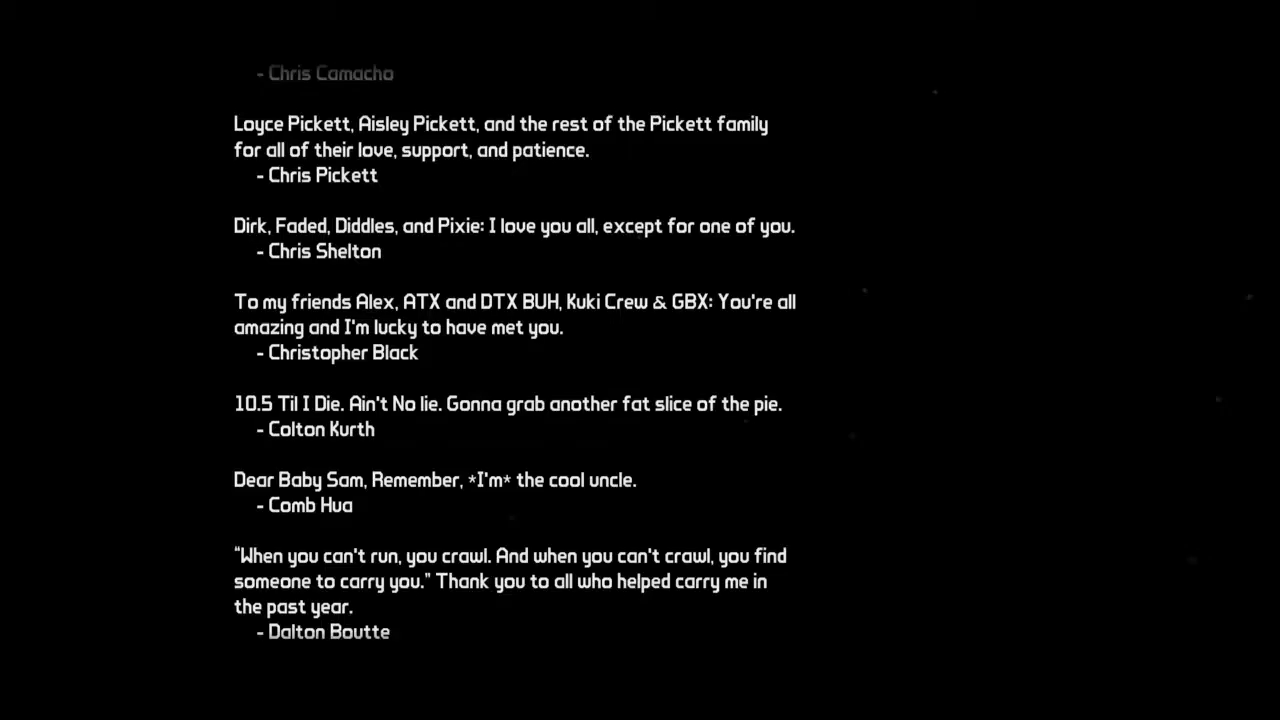 - Chris Camacho
Loyce Pickett, Aisley Pickett, and the rest of the Pickett family
for all of their love, support, and patience.
- Chris Pickett
Dirk, Faded, Diddles, and Pixie: I love you all, except for one of you.
- Chris Shelton
To my friends Alex, ATX and DTX BUH, Kuki Crew & GBX: You're all
amazing and I'm lucky to have met you.
- Christopher Black
10.5 Til I Die. Ain't No lie. Gonna grab another fat slice of the pie.
- Colton Kurth
Dear Baby Sam, Remember, *I'm* the cool uncle.
- Comb Hua
“When you can't run, you crawl. And when you can't crawl, you find
someone to carry you.” Thank you to all who helped carry me in
the past year.
- Dalton Boutte